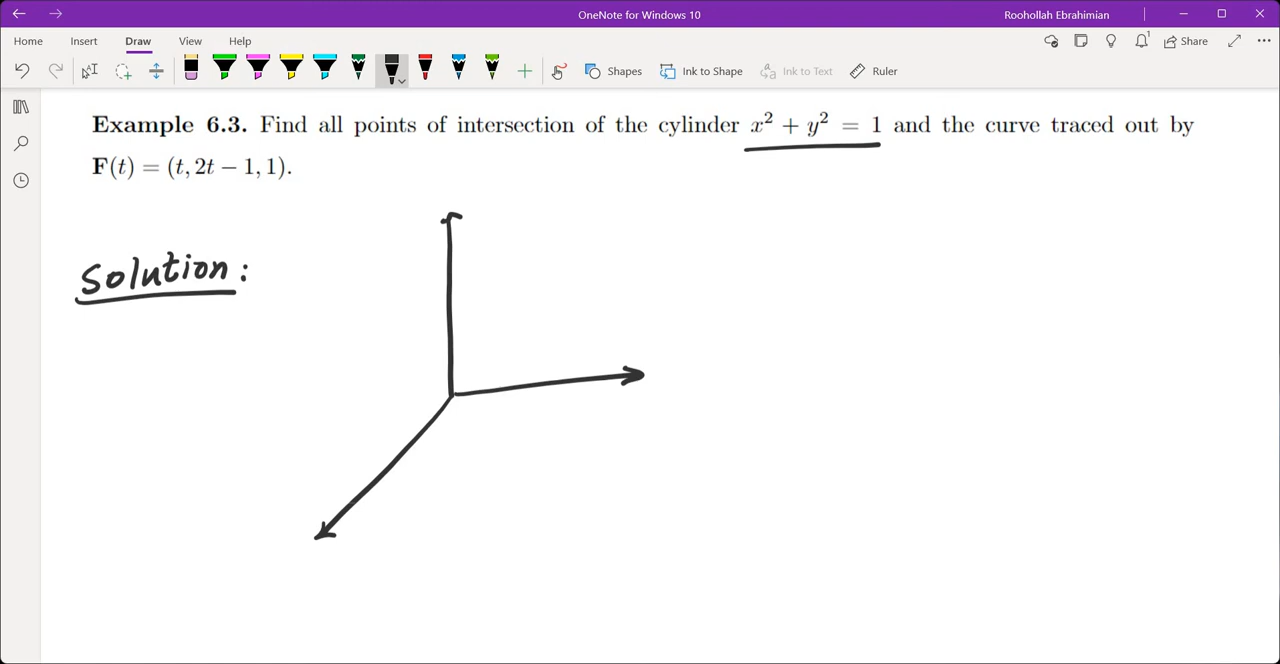 OneNote for Windows 10
Roohollah Ebrahimian
Home Insert Draw View Help
Share
Shapes Ink to Shape Ink to Text Ruler
Example 6.3. Find all points of intersection of the cylinder x² + y² = 1 and the curve traced out by
F(t) = (t, 2t − 1, 1).
Solution: